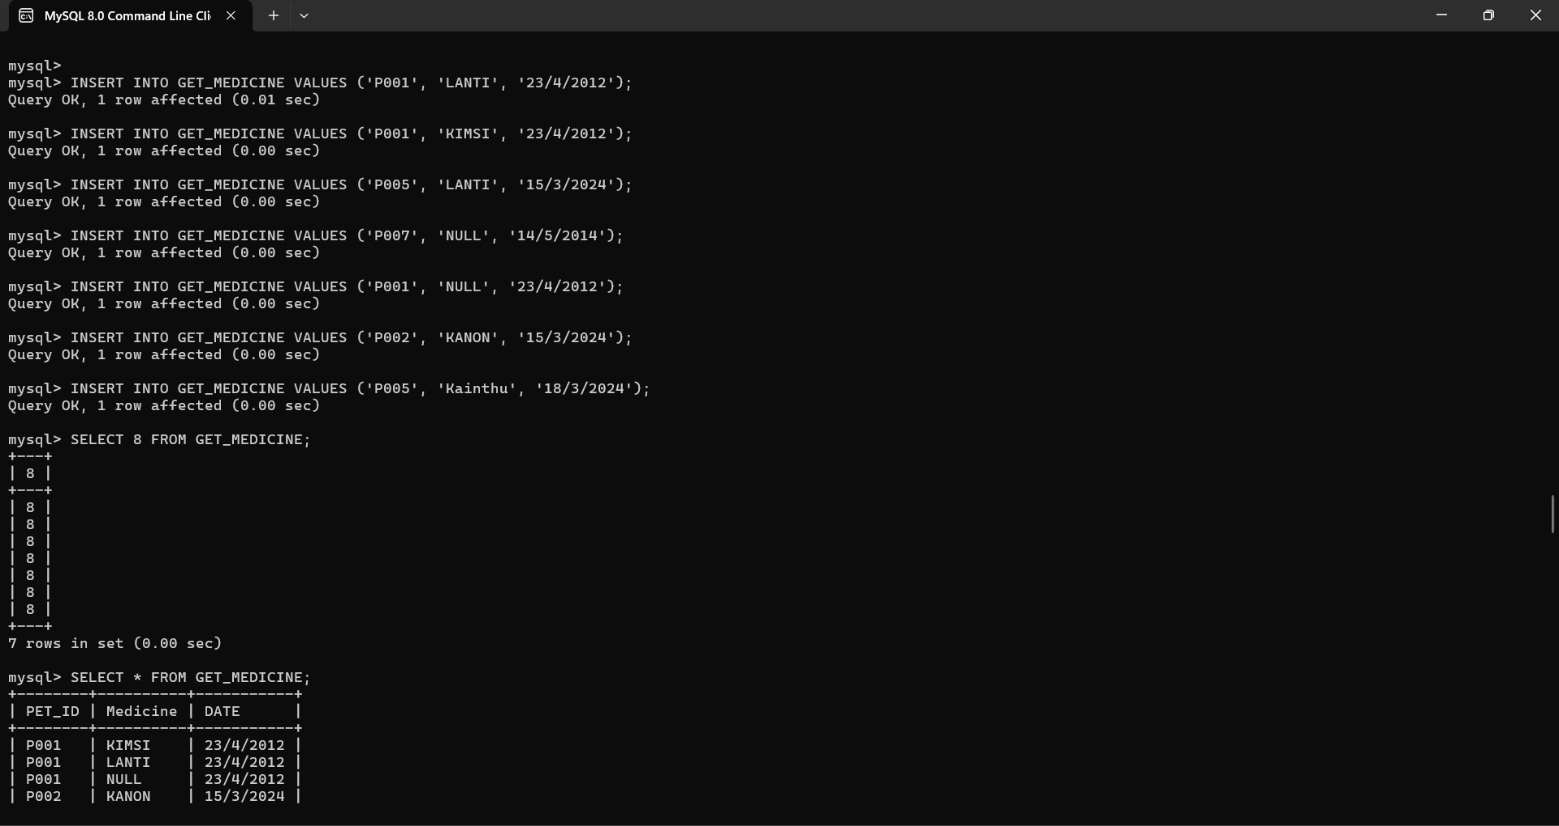 MySQL 8.0 Command Line Cli
mysql>
mysql> INSERT INTO GET_MEDICINE VALUES ('P001', 'LANTI', '23/4/2012');
Query OK, 1 row affected (0.01 sec)
mysql> INSERT INTO GET_MEDICINE VALUES ('P001', 'KIMSI', '23/4/2012');
Query OK, 1 row affected (0.00 sec)
mysql> INSERT INTO GET_MEDICINE VALUES ('P005', 'LANTI', '15/3/2024');
Query OK, 1 row affected (0.00 sec)
mysql> INSERT INTO GET_MEDICINE VALUES ('P007', 'NULL', '14/5/2014');
Query OK, 1 row affected (0.00 sec)
mysql> INSERT INTO GET_MEDICINE VALUES ('P001', 'NULL', '23/4/2012');
Query OK, 1 row affected (0.00 sec)
mysql> INSERT INTO GET_MEDICINE VALUES ('P002', 'KANON', '15/3/2024');
Query OK, 1 row affected (0.00 sec)
mysql> INSERT INTO GET_MEDICINE VALUES ('P005', 'Kainthu', '18/3/2024');
Query OK, 1 row affected (0.00 sec)
mysql> SELECT 8 FROM GET_MEDICINE;
+---+
| 8 |
+---+
| 8 |
| 8 |
| 8 |
| 8 |
| 8 |
| 8 |
| 8 |
+---+
7 rows in set (0.00 sec)
mysql> SELECT * FROM GET_MEDICINE;
+--------+----------+-----------+
| PET_ID | Medicine | DATE      |
+--------+----------+-----------+
| P001   | KIMSI    | 23/4/2012 |
| P001   | LANTI    | 23/4/2012 |
| P001   | NULL     | 23/4/2012 |
| P002   | KANON    | 15/3/2024 |